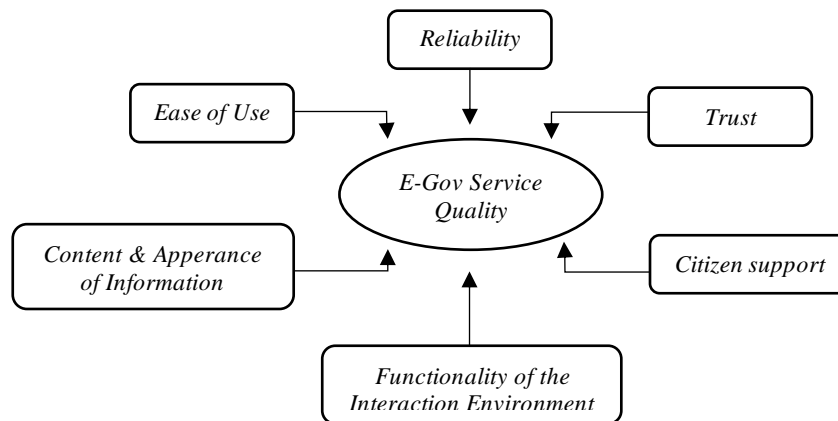 Reliability
Ease of Use
Trust
E-Gov Service
Quality
Content & Apperance
of Information
Citizen support
Functionality of the
Interaction Environment